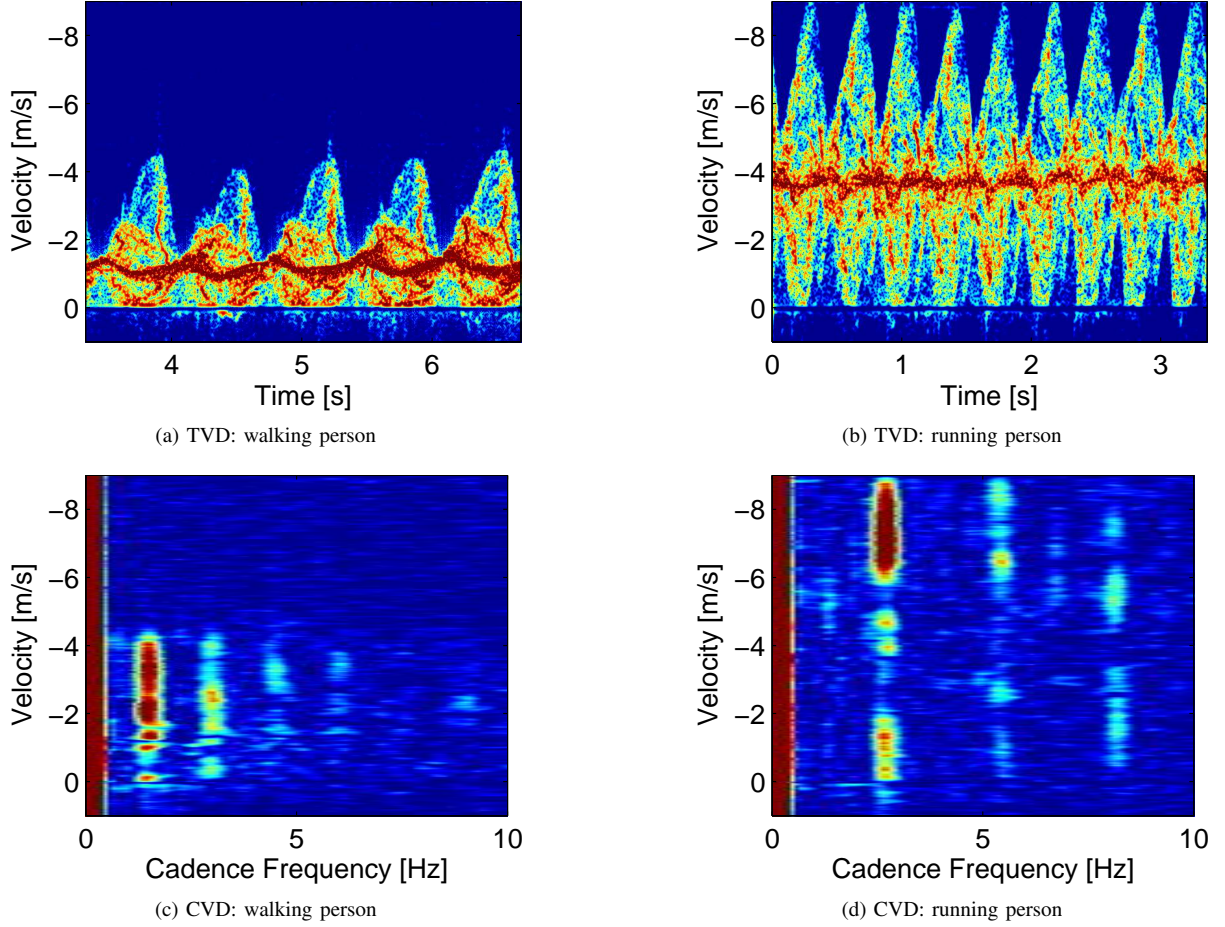 −8
−6
−4
−2
0
Velocity [m/s]
4 5 6
Time [s]
(a) TVD: walking person
−8
−6
−4
−2
0
Velocity [m/s]
0 1 2 3
Time [s]
(b) TVD: running person
−8
−6
−4
−2
0
Velocity [m/s]
0 5 10
Cadence Frequency [Hz]
(c) CVD: walking person
−8
−6
−4
−2
0
Velocity [m/s]
0 5 10
Cadence Frequency [Hz]
(d) CVD: running person